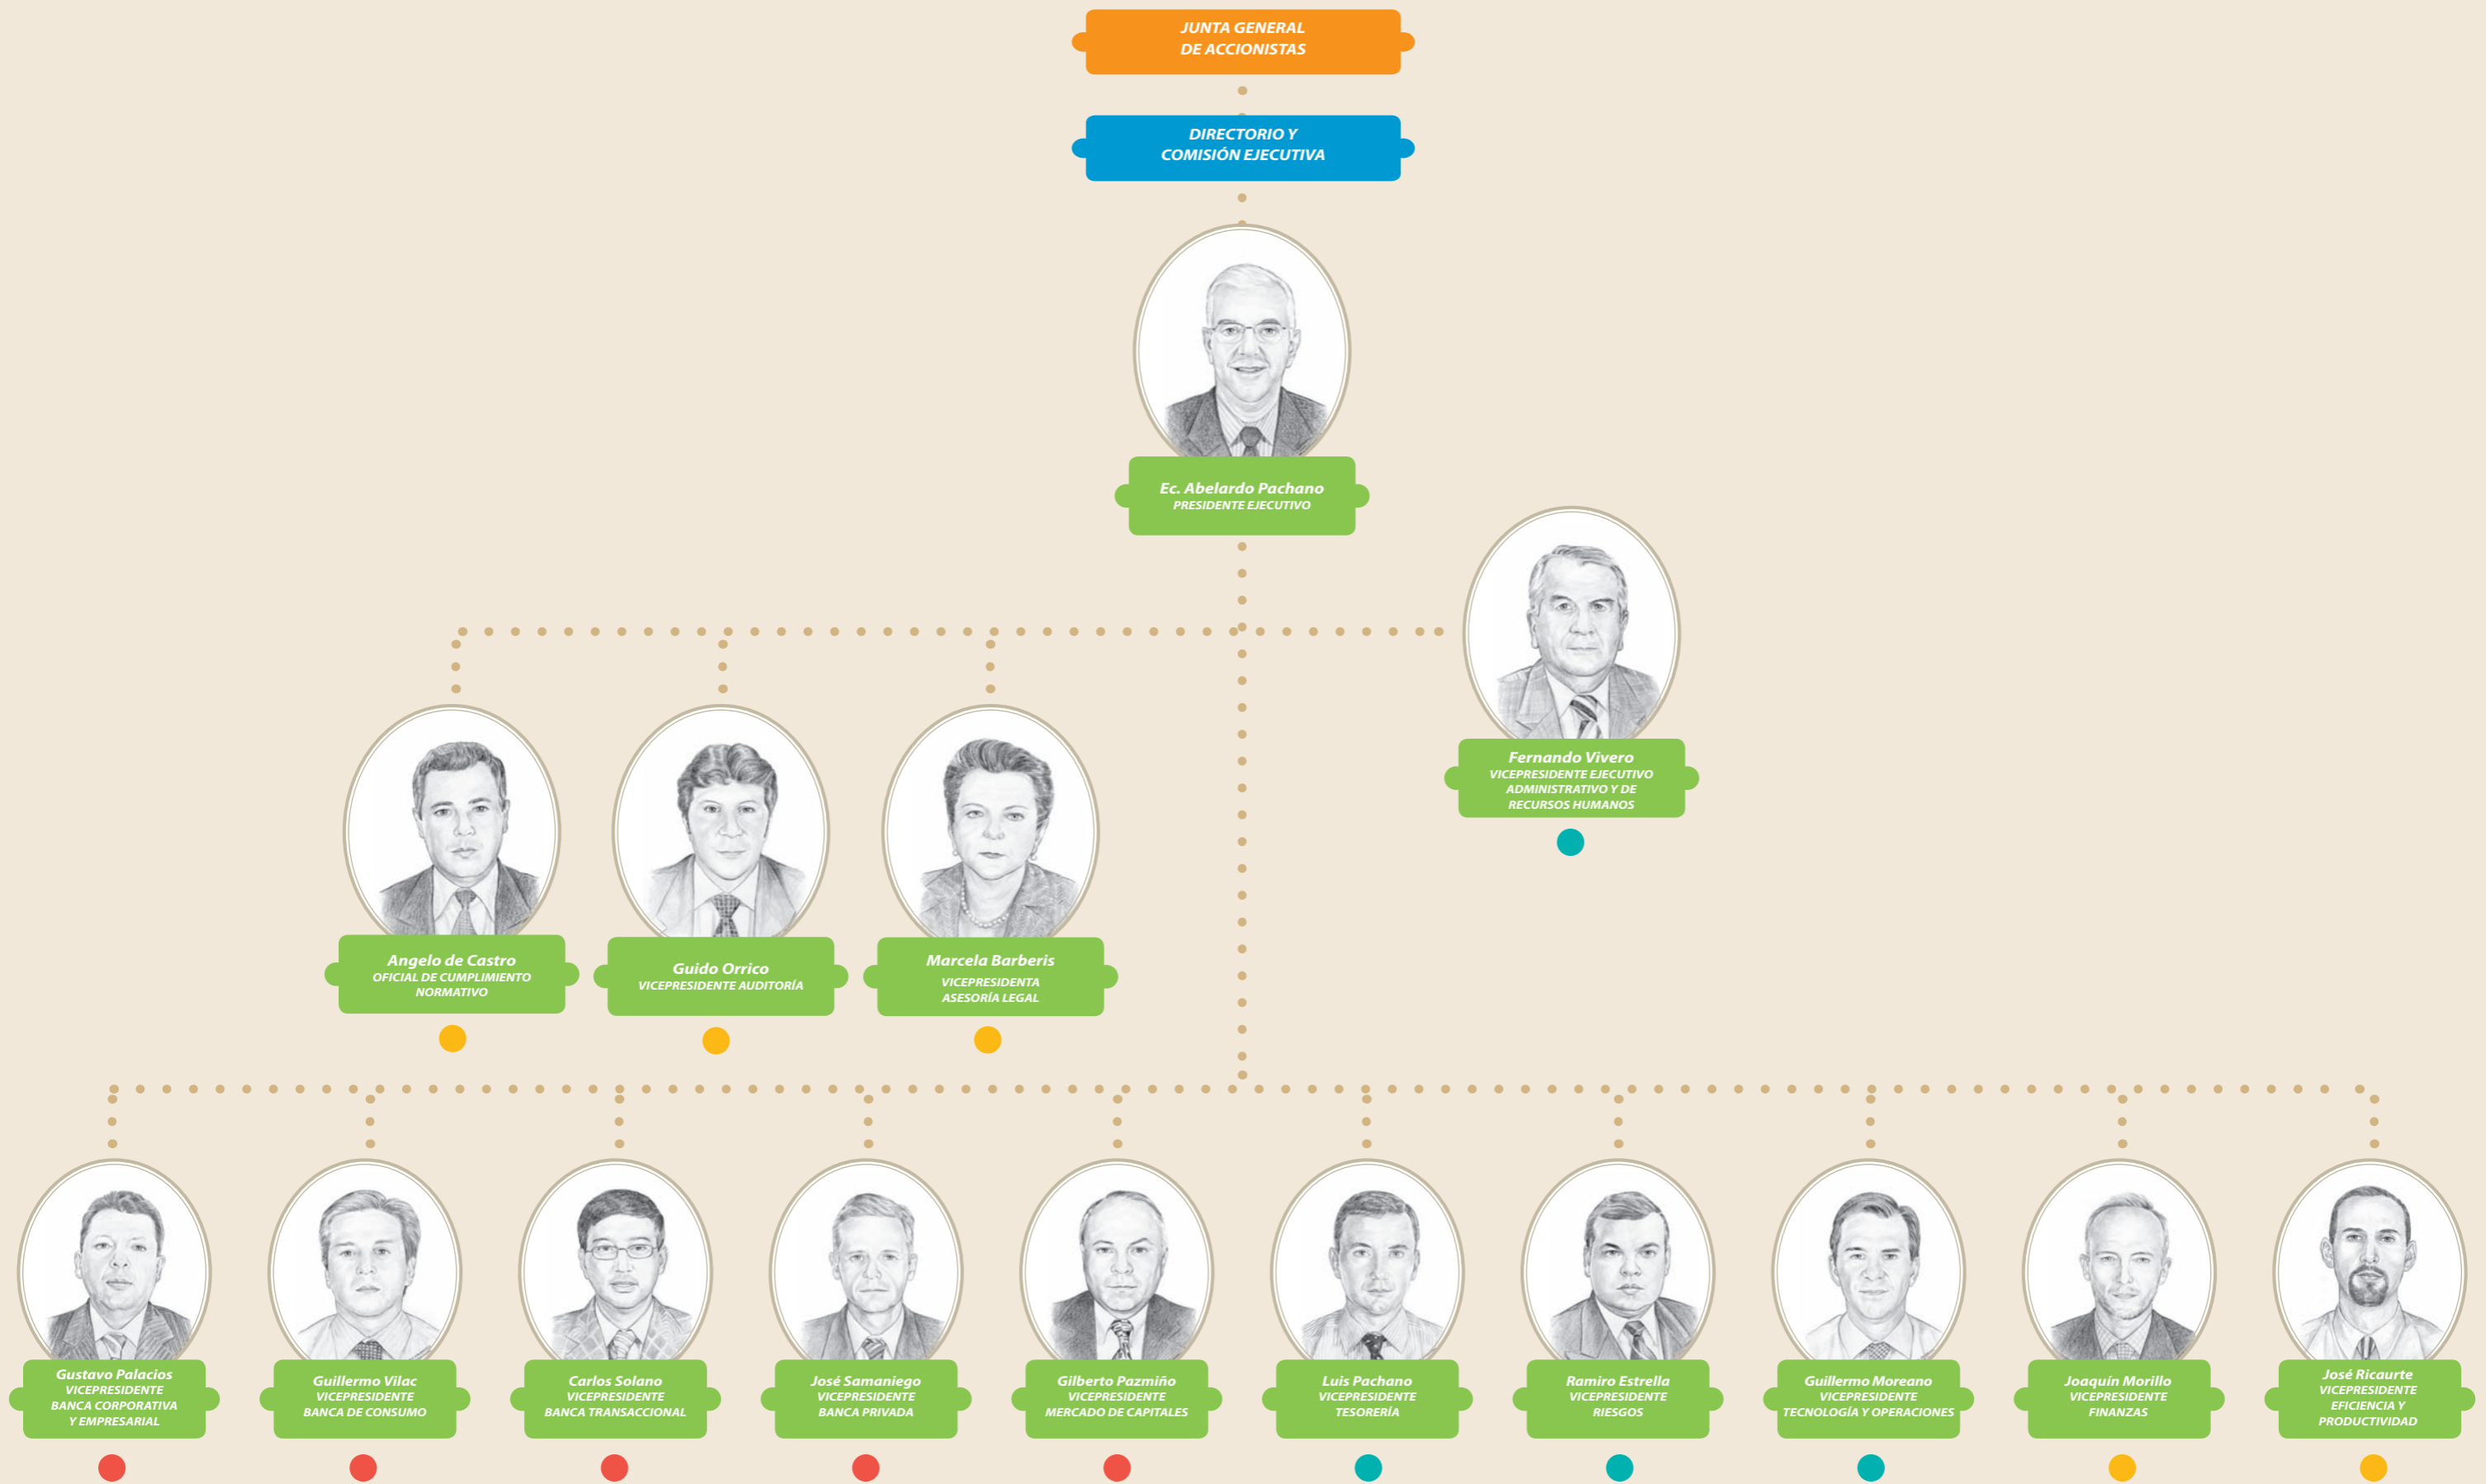 JUNTA GENERAL
DE ACCIONISTAS
DIRECTORIO Y
COMISIÓN EJECUTIVA
Ec. Abelardo Pachano
PRESIDENTE EJECUTIVO
Fernando Vivero
VICEPRESIDENTE EJECUTIVO
ADMINISTRATIVO Y DE
RECURSOS HUMANOS
Angelo de Castro
OFICIAL DE CUMPLIMIENTO
NORMATIVO
Guido Orrico
VICEPRESIDENTE AUDITORÍA
Marcela Barberis
VICEPRESIDENTA
ASESORÍA LEGAL
Gustavo Palacios
VICEPRESIDENTE
BANCA CORPORATIVA
Y EMPRESARIAL
Guillermo Vilac
VICEPRESIDENTE
BANCA DE CONSUMO
Carlos Solano
VICEPRESIDENTE
BANCA TRANSACCIONAL
José Samaniego
VICEPRESIDENTE
BANCA PRIVADA
Gilberto Pazmiño
VICEPRESIDENTE
MERCADO DE CAPITALES
Luis Pachano
VICEPRESIDENTE
TESORERÍA
Ramiro Estrella
VICEPRESIDENTE
RIESGOS
Guillermo Moreano
VICEPRESIDENTE
TECNOLOGÍA Y OPERACIONES
Joaquín Morillo
VICEPRESIDENTE
FINANZAS
José Ricaurte
VICEPRESIDENTE
EFICIENCIA Y
PRODUCTIVIDAD